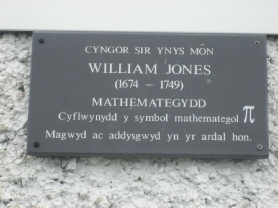 CYNGOR SIR YNYS MÔN
WILLIAM JONES
(1674 – 1749)
MATHEMATEGYDD
Cyflwynydd y symbol mathemategol π
Magwyd ac addysgwyd yn yr ardal hon.